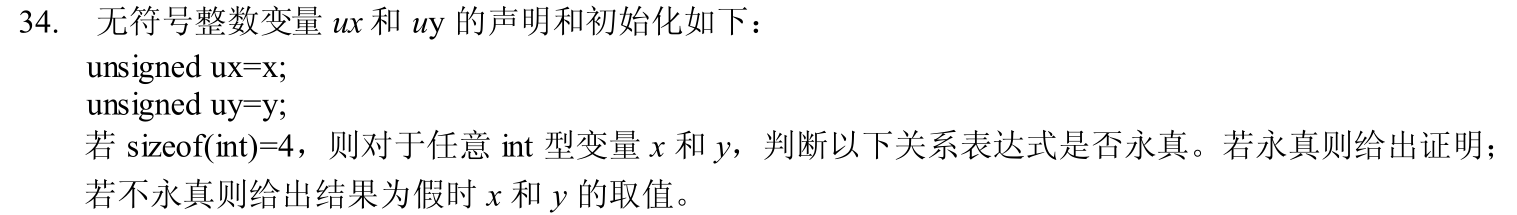 34. 无符号整数变量 ux 和 uy 的声明和初始化如下：
unsigned ux=x;
unsigned uy=y;
若 sizeof(int)=4，则对于任意 int 型变量 x 和 y，判断以下关系表达式是否永真。若永真则给出证明；
若不永真则给出结果为假时 x 和 y 的取值。